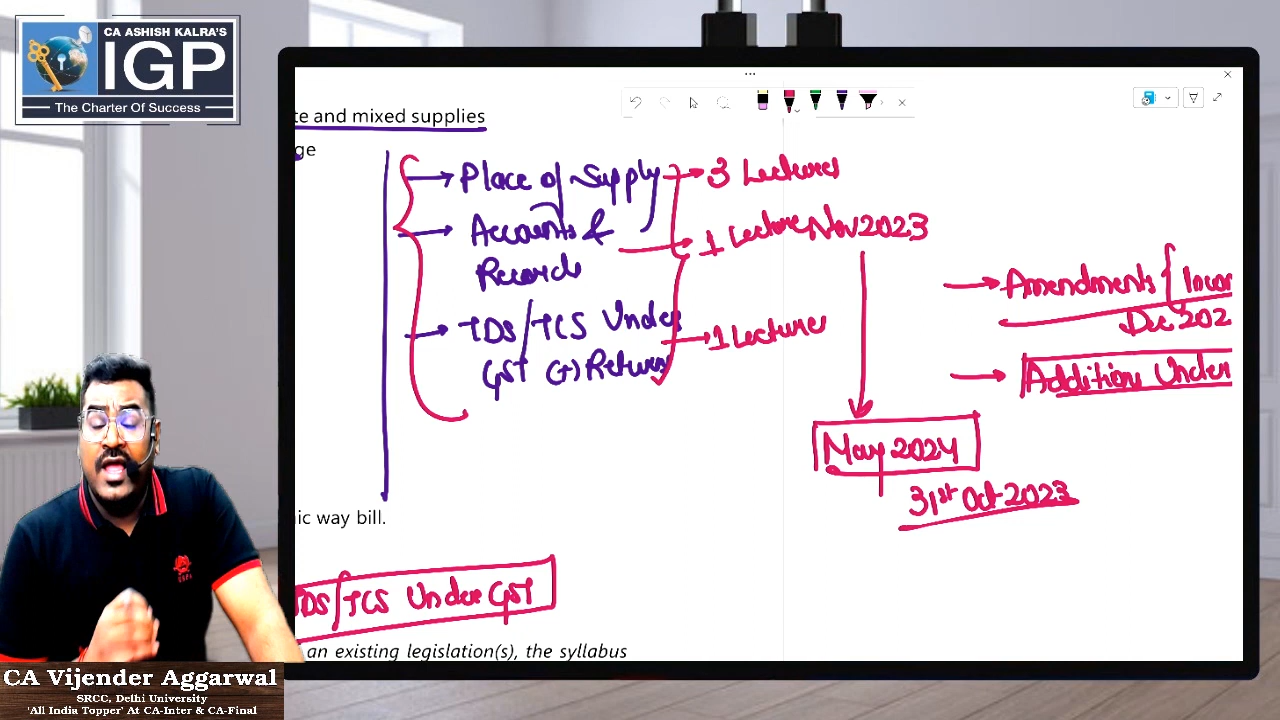 CA ASHISH KALRA'S
IGP
The Charter Of Success
te and mixed supplies
ge
Place of Supply
3 Lectures
Accounts &
Records
1 Lecture Nov 2023
TDS/TCS Under
GST (+) Return
1 Lecture
Amendments {
Dec 202
Additions Under
May 2024
31st Oct 2023
nic way bill.
TDS/TCS Under GST
an existing legislation(s), the syllabus
CA Vijender Aggarwal
SRCC, Delhi University
'All India Topper' At CA-Inter & CA-Final